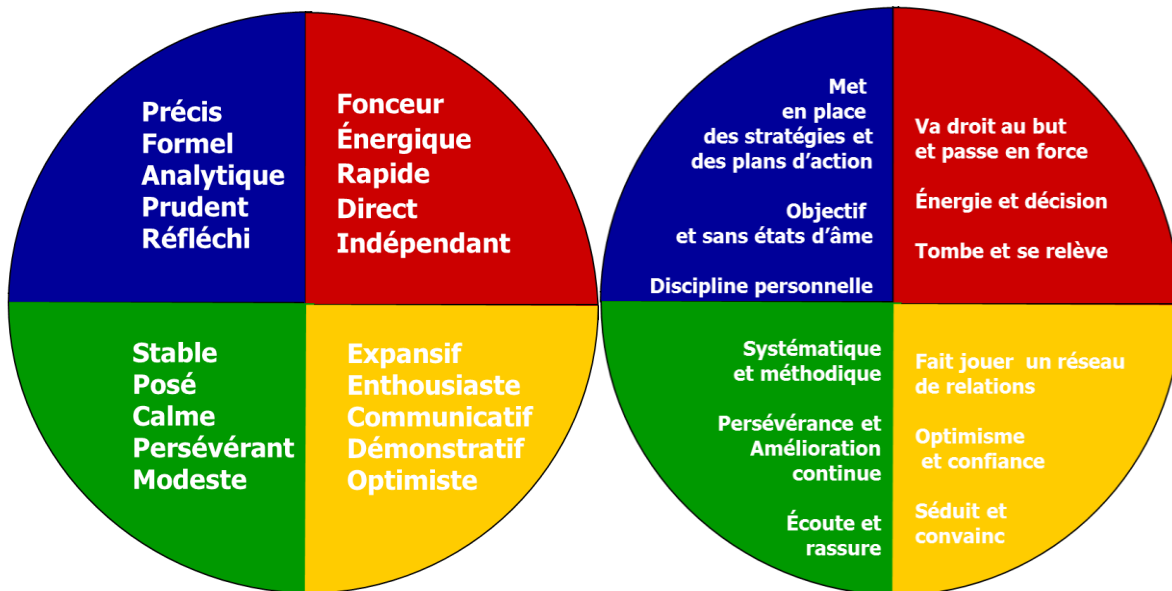 Précis
Formel
Analytique
Prudent
Réfléchi
Fonceur
Énergique
Rapide
Direct
Indépendant
Stable
Posé
Calme
Persévérant
Modeste
Expansif
Enthousiaste
Communicatif
Démonstratif
Optimiste
Met
en place
des stratégies et
des plans d’action
Objectif
et sans états d’âme
Discipline personnelle
Va droit au but
et passe en force
Énergie et décision
Tombe et se relève
Systématique
et méthodique
Persévérance et
Amélioration
continue
Écoute et
rassure
Fait jouer un réseau
de relations
Optimisme
et confiance
Séduit et
convainc